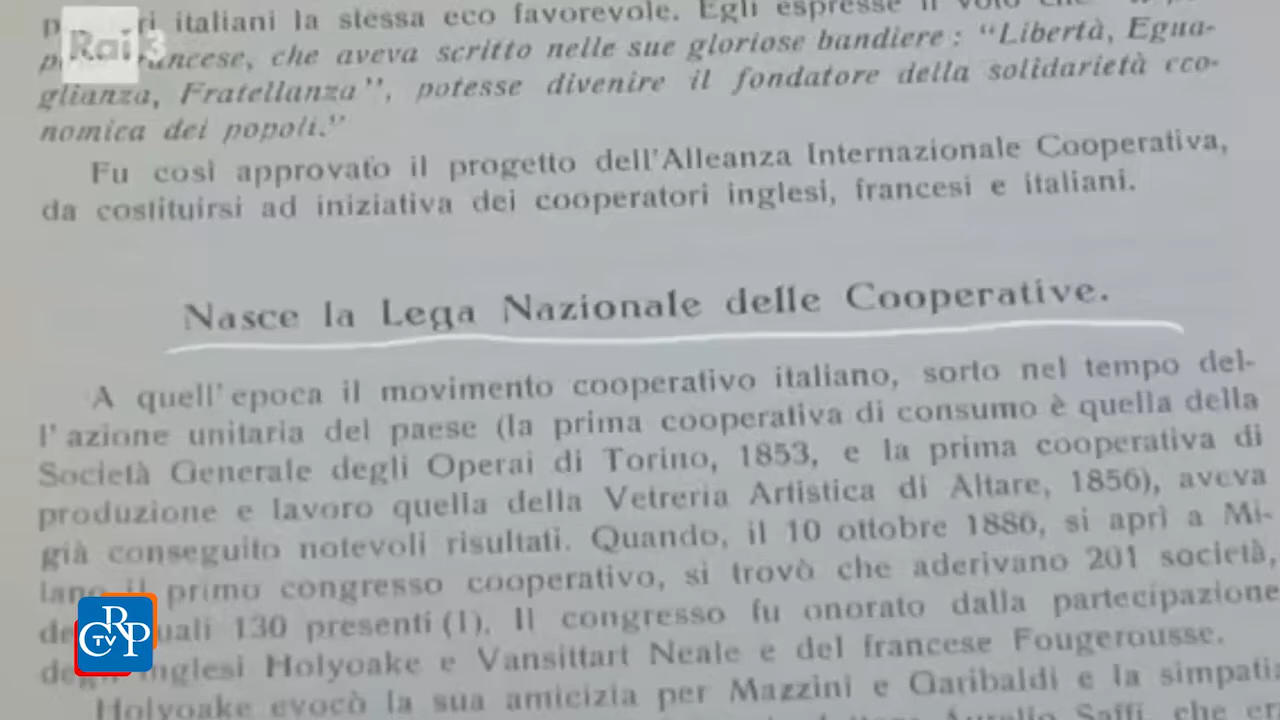 italiani la stessa eco favorevole. Egli espresse il voto che
Rai 3
francese, che aveva scritto nelle sue gloriose bandiere: “Libertà, Egua-
glianza, Fratellanza”, potesse divenire il fondatore della solidarietà eco-
nomica dei popoli.”
Fu così approvato il progetto dell'Alleanza Internazionale Cooperativa,
da costituirsi ad iniziativa dei cooperatori inglesi, francesi e italiani.
Nasce la Lega Nazionale delle Cooperative.
A quell'epoca il movimento cooperativo italiano, sorto nel tempo del-
l'azione unitaria del paese (la prima cooperativa di consumo è quella della
Società Generale degli Operai di Torino, 1853, e la prima cooperativa di
produzione e lavoro quella della Vetreria Artistica di Altare, 1856), aveva
già conseguito notevoli risultati. Quando, il 10 ottobre 1886, si aprì a Mi-
lano il primo congresso cooperativo, si trovò che aderivano 201 società,
130 presenti (1). Il congresso fu onorato dalla partecipazione
inglesi Holyoake e Vansittart Neale e del francese Fougerousse.
Holyoake evocò la sua amicizia per Mazzini e Garibaldi e la simpatia
Aurelio Saffi, che
CRP TV